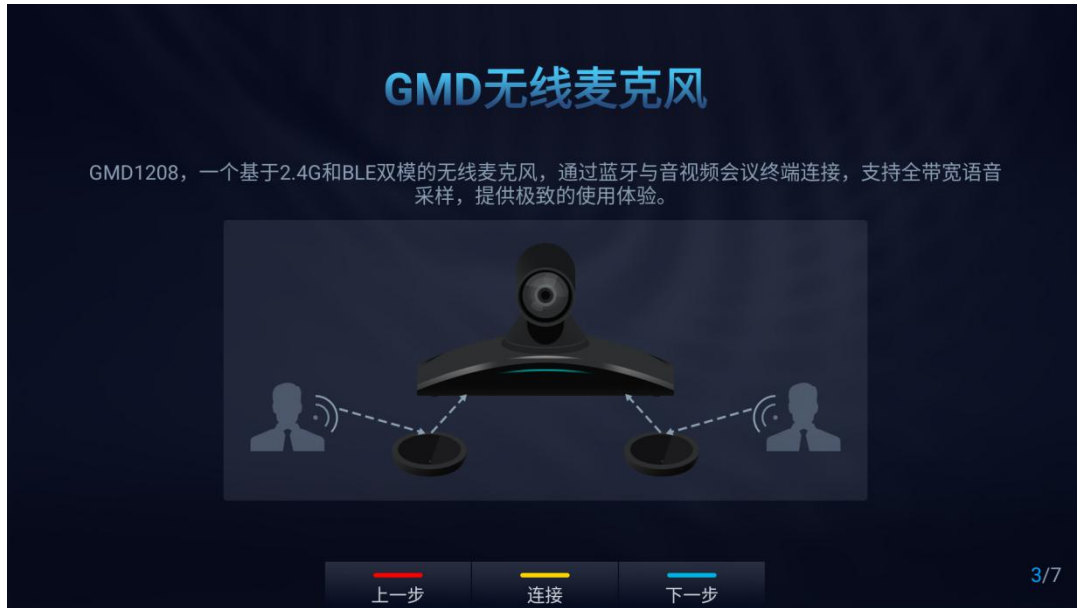 GMD无线麦克风
GMD1208，一个基于2.4G和BLE双模的无线麦克风，通过蓝牙与音视频会议终端连接，支持全带宽语音
采样，提供极致的使用体验。
上一步
连接
下一步
3/7